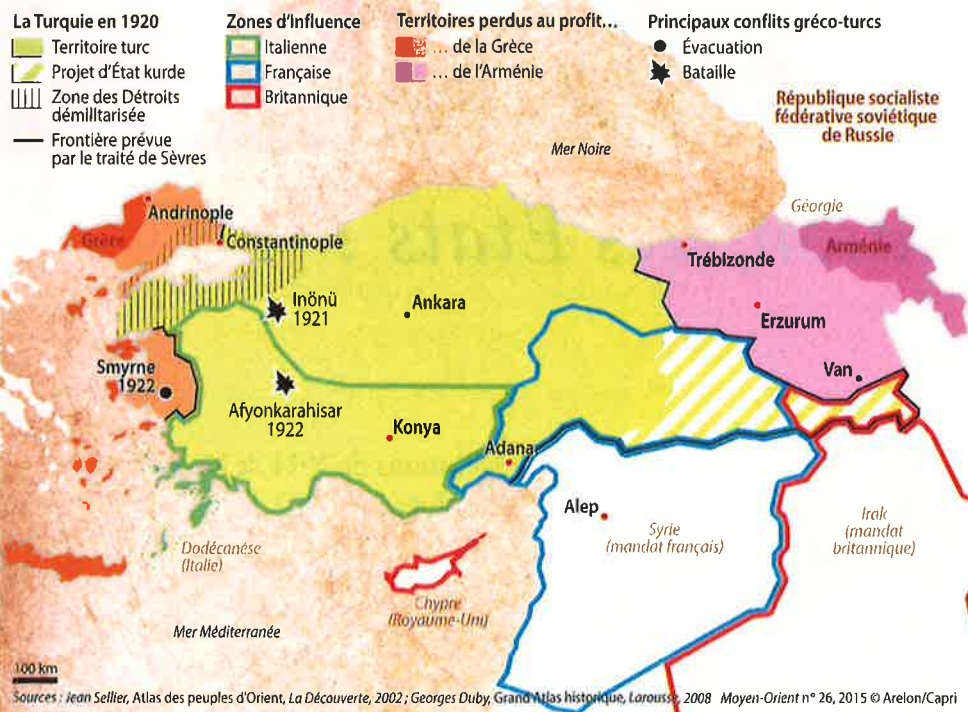 La Turquie en 1920
Territoire turc
Projet d'État kurde
Zone des Détroits
démilitarisée
Frontière prévue
par le traité de Sèvres
Zones d'Influence
Italienne
Française
Britannique
Territoires perdus au profit...
... de la Grèce
... de l'Arménie
Principaux conflits gréco-turcs
Évacuation
Bataille
République socialiste
fédérative soviétique
de Russie
Mer Noire
Géorgie
Andrinople
Grèce
Constantinople
Arménie
Trébizonde
Inönü
1921
Ankara
Erzurum
Smyrne
1922
Van
Afyonkarahisar
1922
Konya
Adana
Alep
Syrie
(mandat français)
Irak
(mandat
britannique)
Dodécanèse
(Italie)
Chypre
(Royaume-Uni)
Mer Méditerranée
100 km
Sources : Jean Sellier, Atlas des peuples d'Orient, La Découverte, 2002 ; Georges Duby, Grand Atlas historique, Larousse, 2008 Moyen-Orient n° 26, 2015 © Areion/Capri